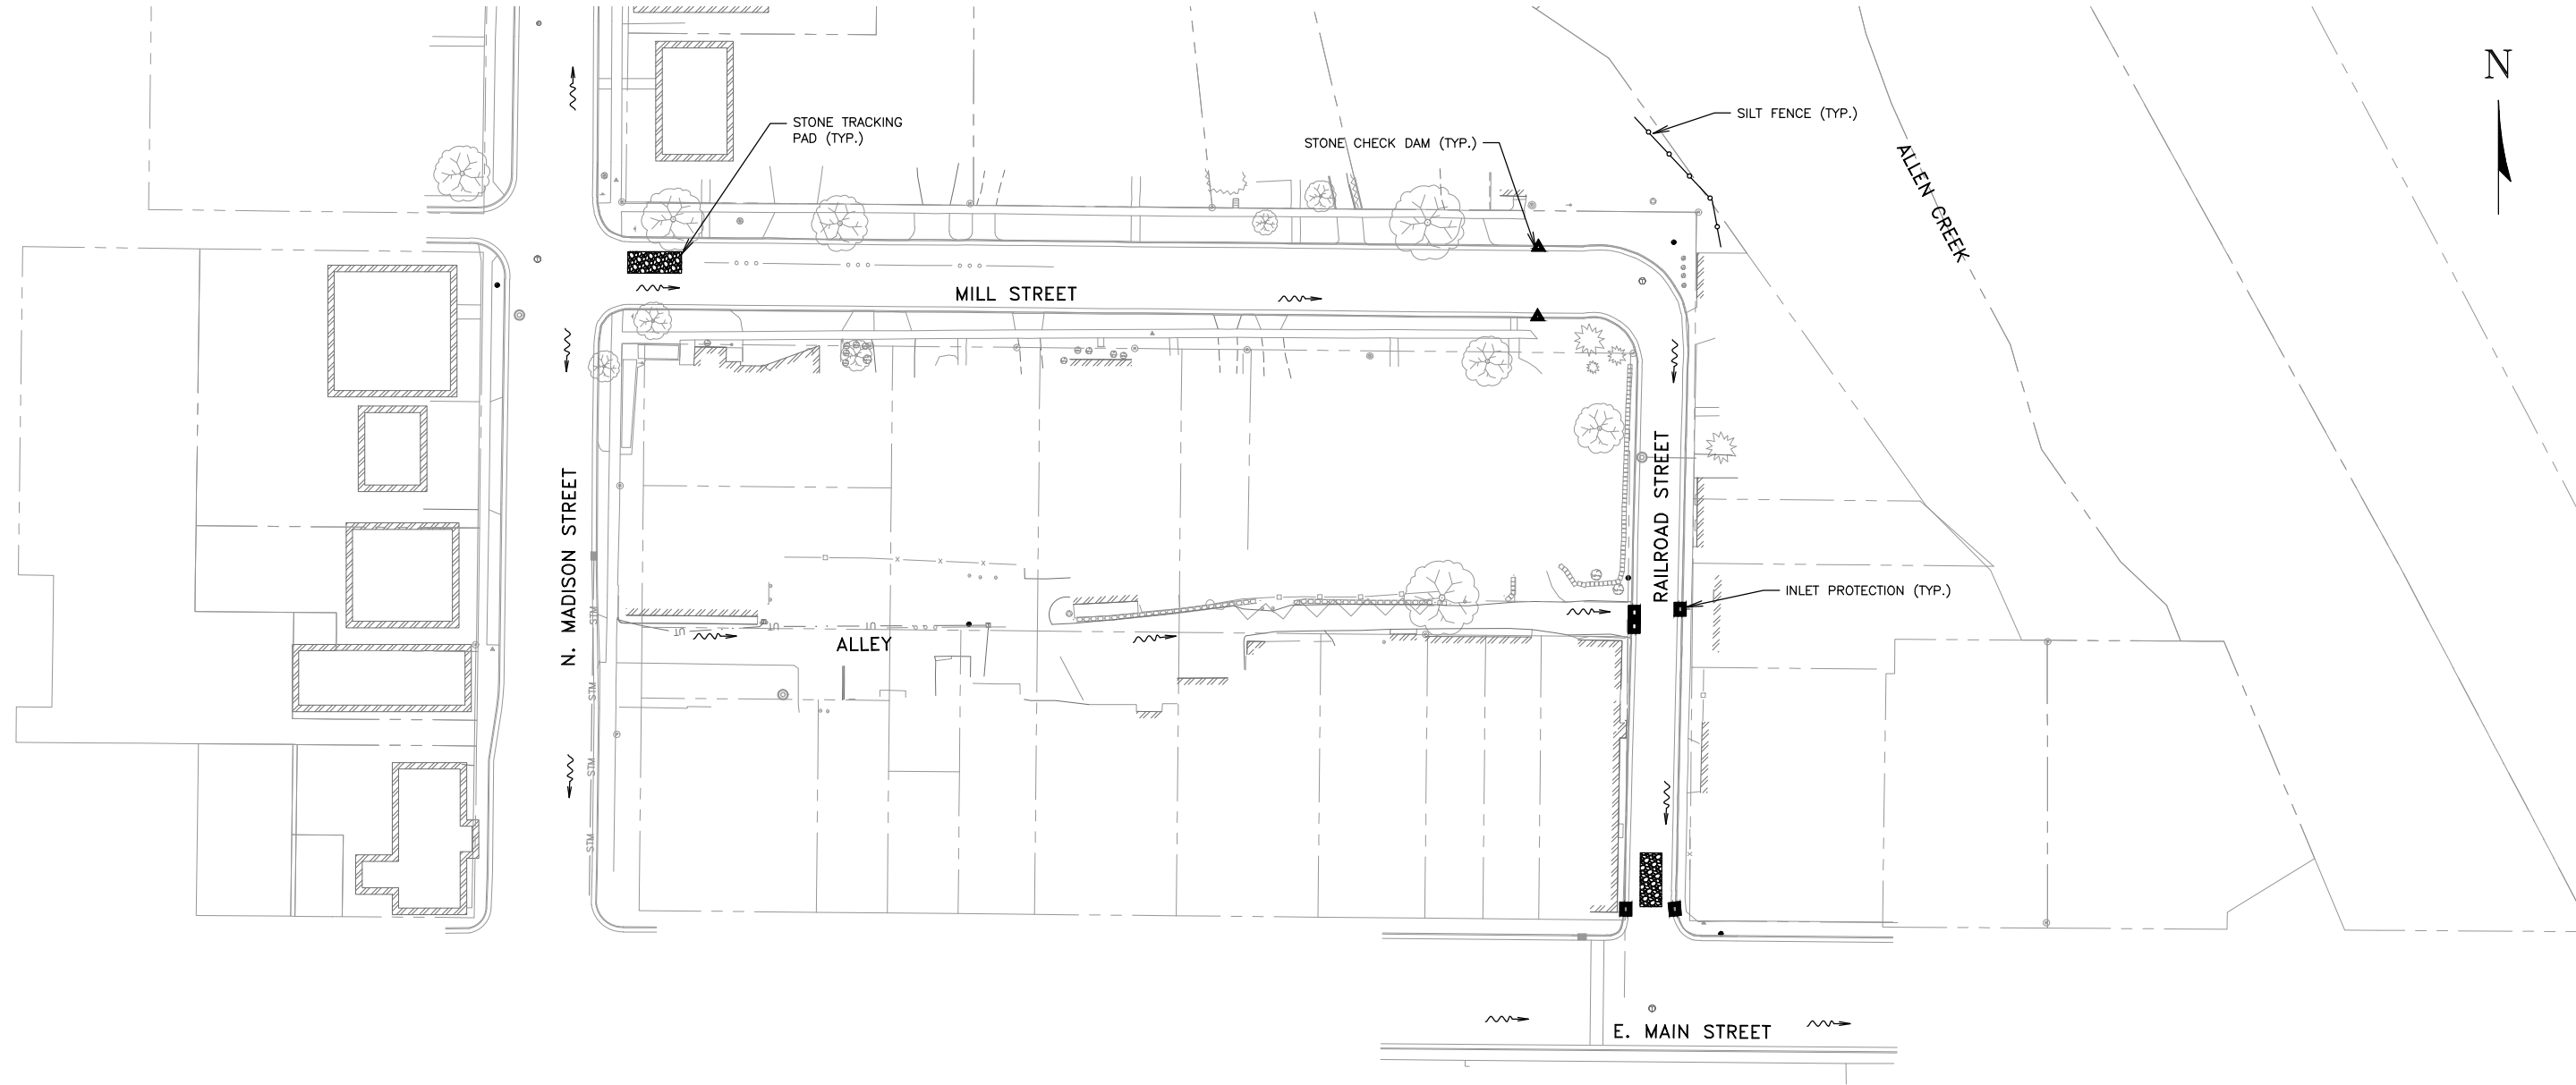 N
STONE TRACKING
PAD (TYP.)
STONE CHECK DAM (TYP.)
SILT FENCE (TYP.)
ALLEN CREEK
MILL STREET
N. MADISON STREET
RAILROAD STREET
INLET PROTECTION (TYP.)
ALLEY
STM
STM
STM
STM
E. MAIN STREET